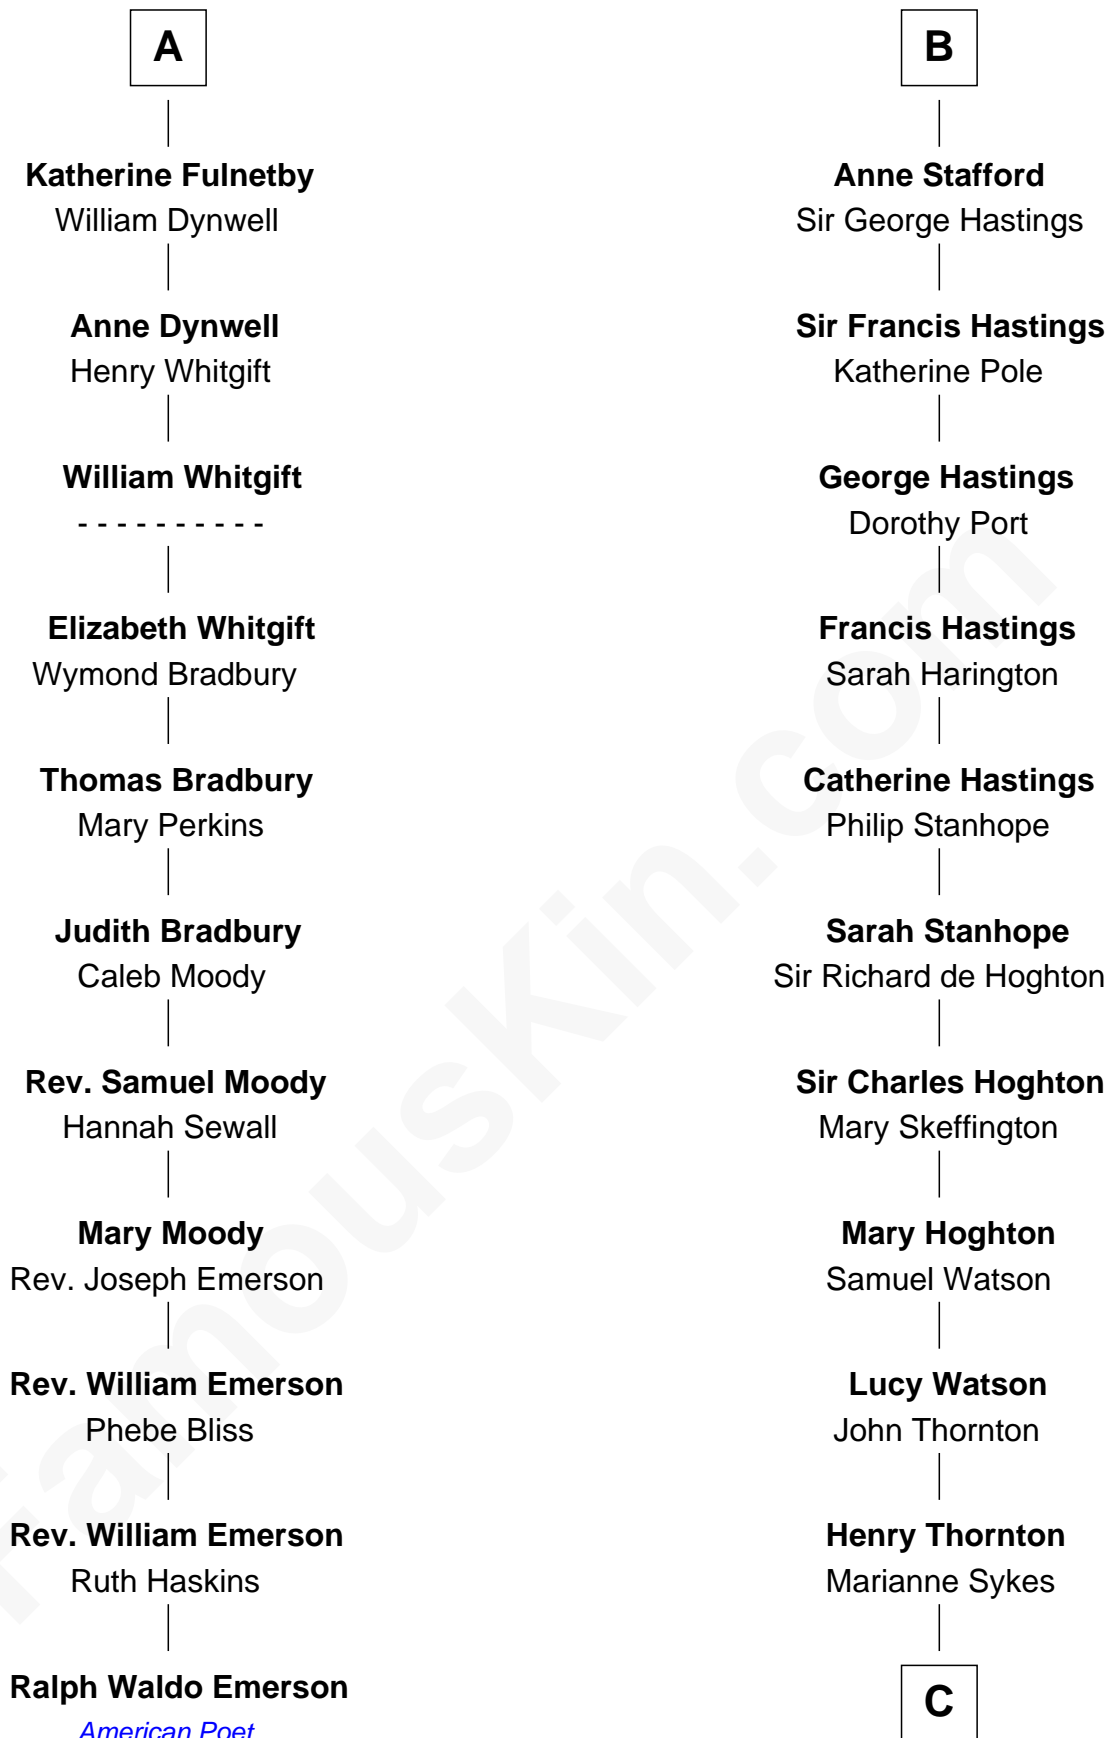 A
Katherine Fulnetby
William Dynwell
Anne Dynwell
Henry Whitgift
William Whitgift
- - - - - - - - - -
Elizabeth Whitgift
Wymond Bradbury
Thomas Bradbury
Mary Perkins
Judith Bradbury
Caleb Moody
Rev. Samuel Moody
Hannah Sewall
Mary Moody
Rev. Joseph Emerson
Rev. William Emerson
Phebe Bliss
Rev. William Emerson
Ruth Haskins
Ralph Waldo Emerson
American Poet
B
Anne Stafford
Sir George Hastings
Sir Francis Hastings
Katherine Pole
George Hastings
Dorothy Port
Francis Hastings
Sarah Harington
Catherine Hastings
Philip Stanhope
Sarah Stanhope
Sir Richard de Hoghton
Sir Charles Hoghton
Mary Skeffington
Mary Hoghton
Samuel Watson
Lucy Watson
John Thornton
Henry Thornton
Marianne Sykes
C
FamousKin.com